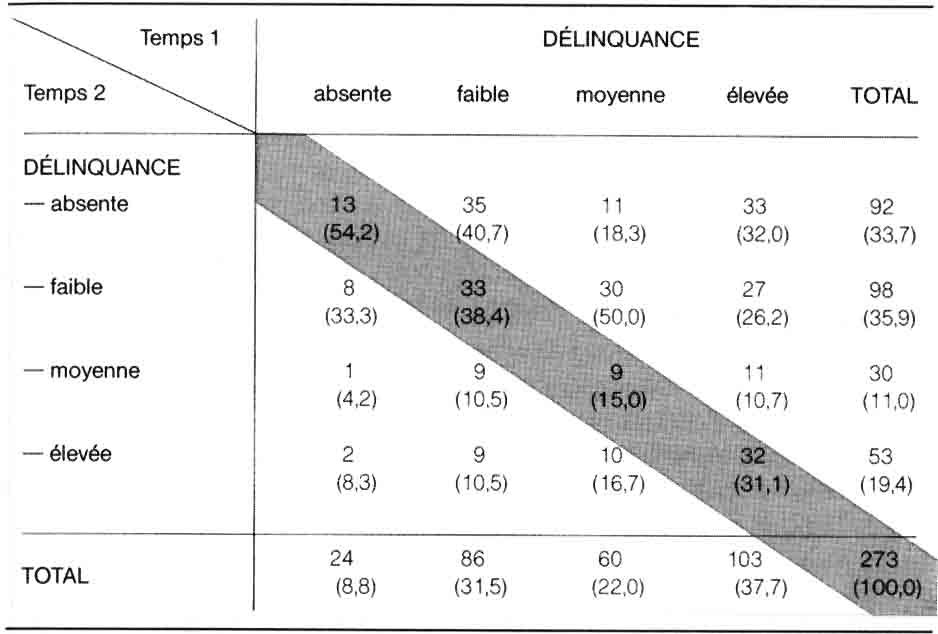 Temps 1 DÉLINQUANCE
Temps 2 absente faible moyenne élevée TOTAL
DÉLINQUANCE
— absente 13 35 11 33 92
(54,2) (40,7) (18,3) (32,0) (33,7)
— faible 8 33 30 27 98
(33,3) (38,4) (50,0) (26,2) (35,9)
— moyenne 1 9 9 11 30
(4,2) (10,5) (15,0) (10,7) (11,0)
— élevée 2 9 10 32 53
(8,3) (10,5) (16,7) (31,1) (19,4)
TOTAL 24 86 60 103 273
(8,8) (31,5) (22,0) (37,7) (100,0)